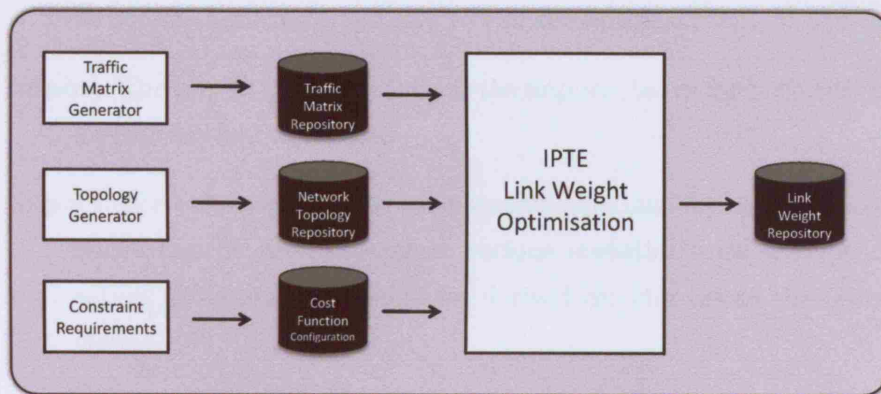 Traffic
Matrix
Generator
Traffic
Matrix
Repository
Topology
Generator
Network
Topology
Repository
Constraint
Requirements
Cost
Function
Configuration
IPTE
Link Weight
Optimisation
Link
Weight
Repository